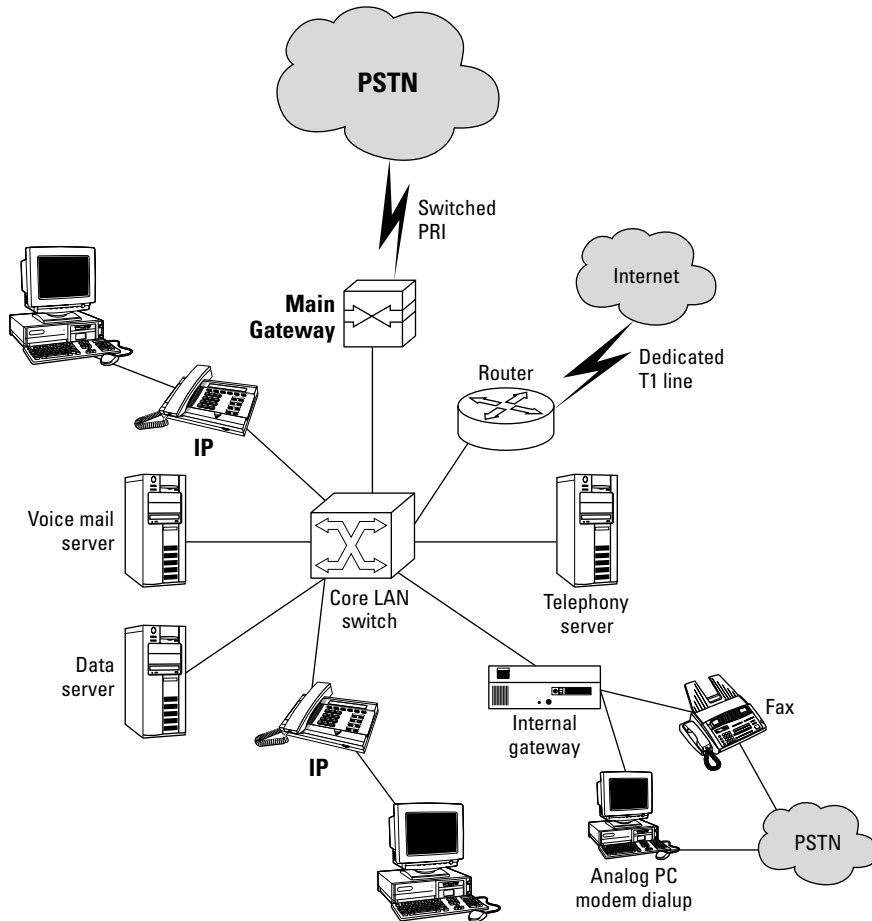 PSTN
Switched
PRI
Internet
Main
Gateway
Dedicated
T1 line
Router
IP
Voice mail
server
Core LAN
switch
Telephony
server
Data
server
Internal
gateway
Fax
IP
PSTN
Analog PC
modem dialup